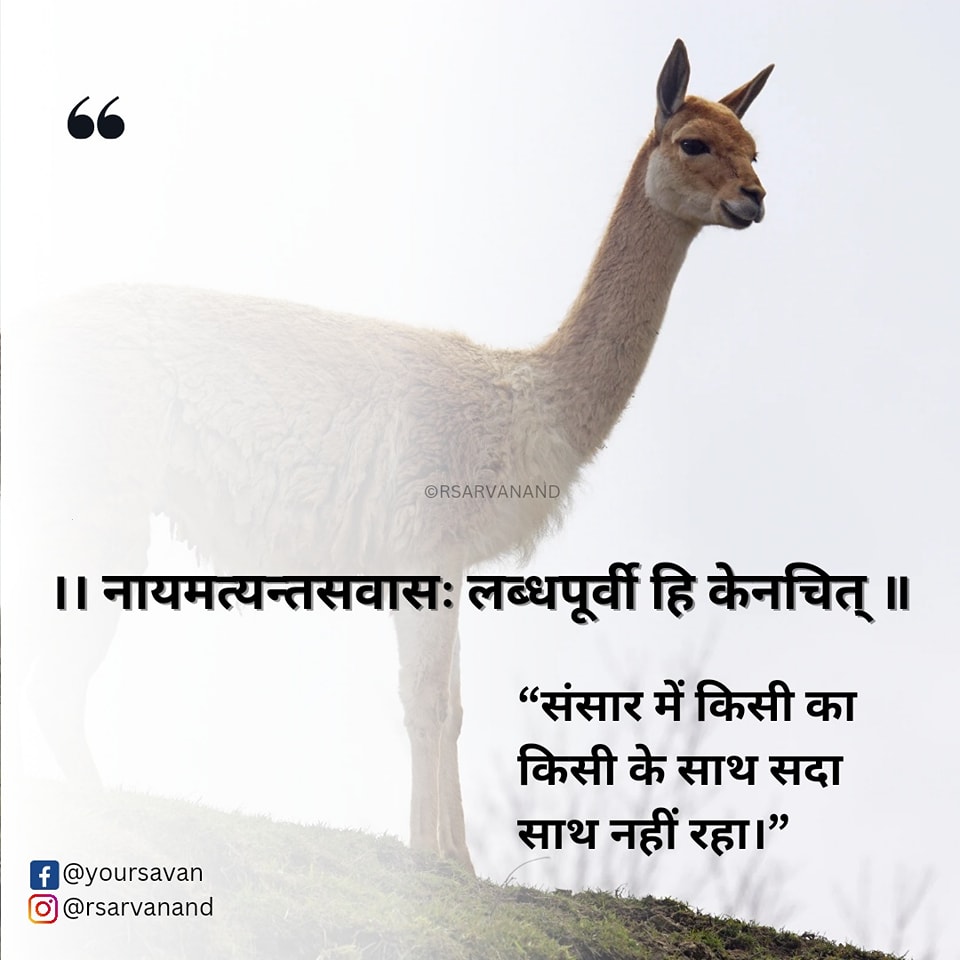 “
©RSARVANAND
।। नायमत्यन्तसवासः लब्धपूर्वी हि केनचित् ॥
“संसार में किसी का
किसी के साथ सदा
साथ नहीं रहा।”
@yoursavan
@rsarvanand